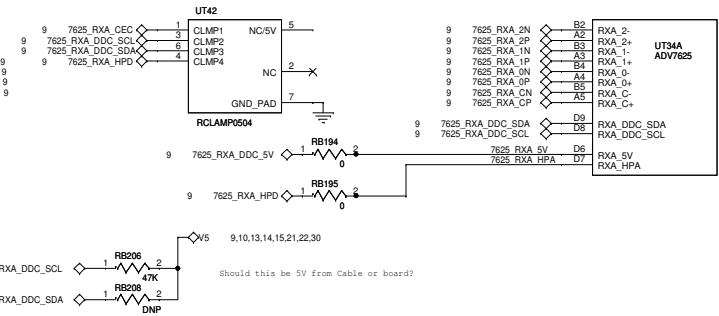 UT42
9 7625_RXA_CEC 1 CLMP1 NC/5V 5
9 7625_RXA_DDC_SCL 3 CLMP2
9 7625_RXA_DDC_SDA 6 CLMP3
9 9 7625_RXA_HPD 4 CLMP4
9 NC 2
9
9
GND_PAD 7
RCLAMP0504
9 7625_RXA_2N B2 RXA_2-
9 7625_RXA_2P A2 RXA_2+
9 7625_RXA_1N B3 RXA_1-
9 7625_RXA_1P A3 RXA_1+
9 7625_RXA_0N B4 RXA_0-
9 7625_RXA_0P A4 RXA_0+
9 7625_RXA_CN B5 RXA_C-
9 7625_RXA_CP A5 RXA_C+
UT34A
ADV7625
9 7625_RXA_DDC_SDA D9 RXA_DDC_SDA
9 7625_RXA_DDC_SCL D8 RXA_DDC_SCL
RB194
9 7625_RXA_DDC_5V 1 2 7625_RXA_5V D6 RXA_5V
0
7625_RXA_HPA D7 RXA_HPA
RB195
9 7625_RXA_HPD 1 2
0
V5 9,10,13,14,15,21,22,30
RB206
RXA_DDC_SCL 1 2
47K
Should this be 5V from Cable or board?
RB208
RXA_DDC_SDA 1 2
DNP